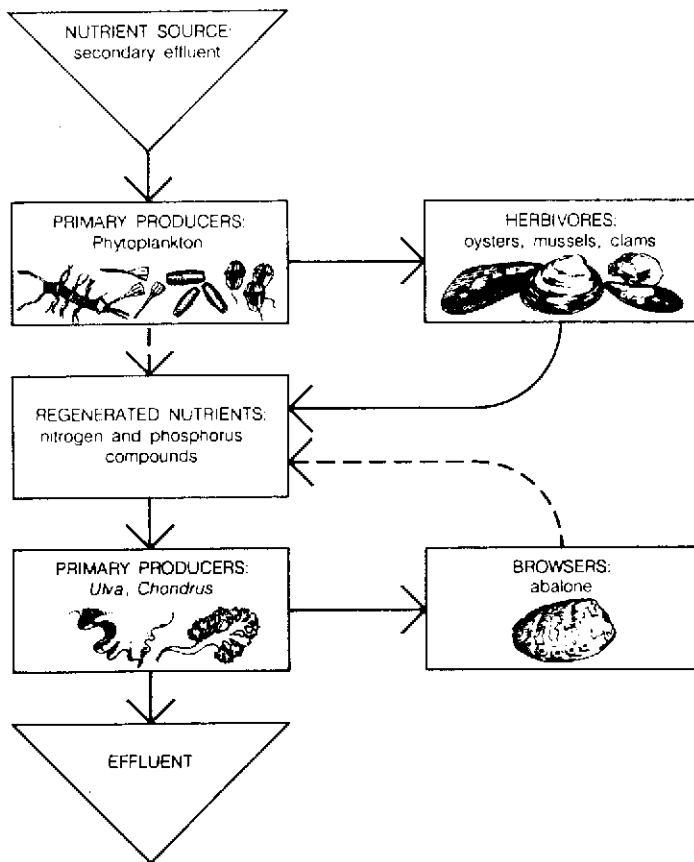 NUTRIENT SOURCE:
secondary effluent
PRIMARY PRODUCERS:
Phytoplankton
HERBIVORES:
oysters, mussels, clams
REGENERATED NUTRIENTS:
nitrogen and phosphorus
compounds
PRIMARY PRODUCERS:
Ulva, Chondrus
BROWSERS:
abalone
EFFLUENT